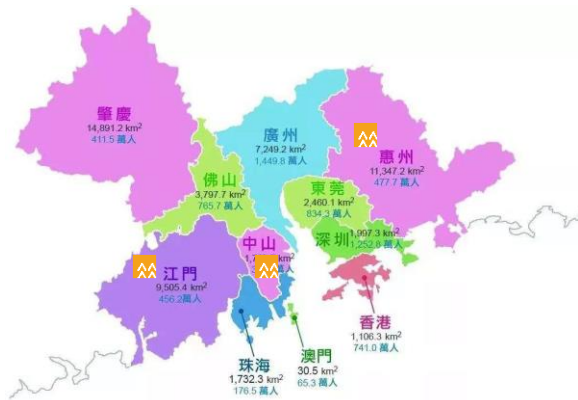 肇慶
14,891.2 km²
411.5 萬人
廣州
7,249.2 km²
1,449.8 萬人
惠州
11,347.2 km²
477.7 萬人
佛山
3,797.7 km²
765.7 萬人
東莞
2,460.1 km²
834.3 萬人
深圳
1,997.3 km²
1,252.8 萬人
中山
km²
萬人
江門
9,505.4 km²
456.2萬人
香港
1,106.3 km²
741.0 萬人
澳門
30.5 km²
65.3 萬人
珠海
1,732.3 km²
176.5 萬人